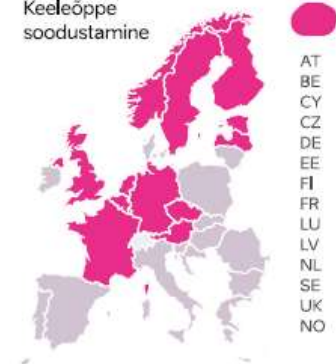 Keeleõppe
soodustamine
AT
BE
CY
CZ
DE
EE
FI
FR
LU
LV
NL
SE
UK
NO